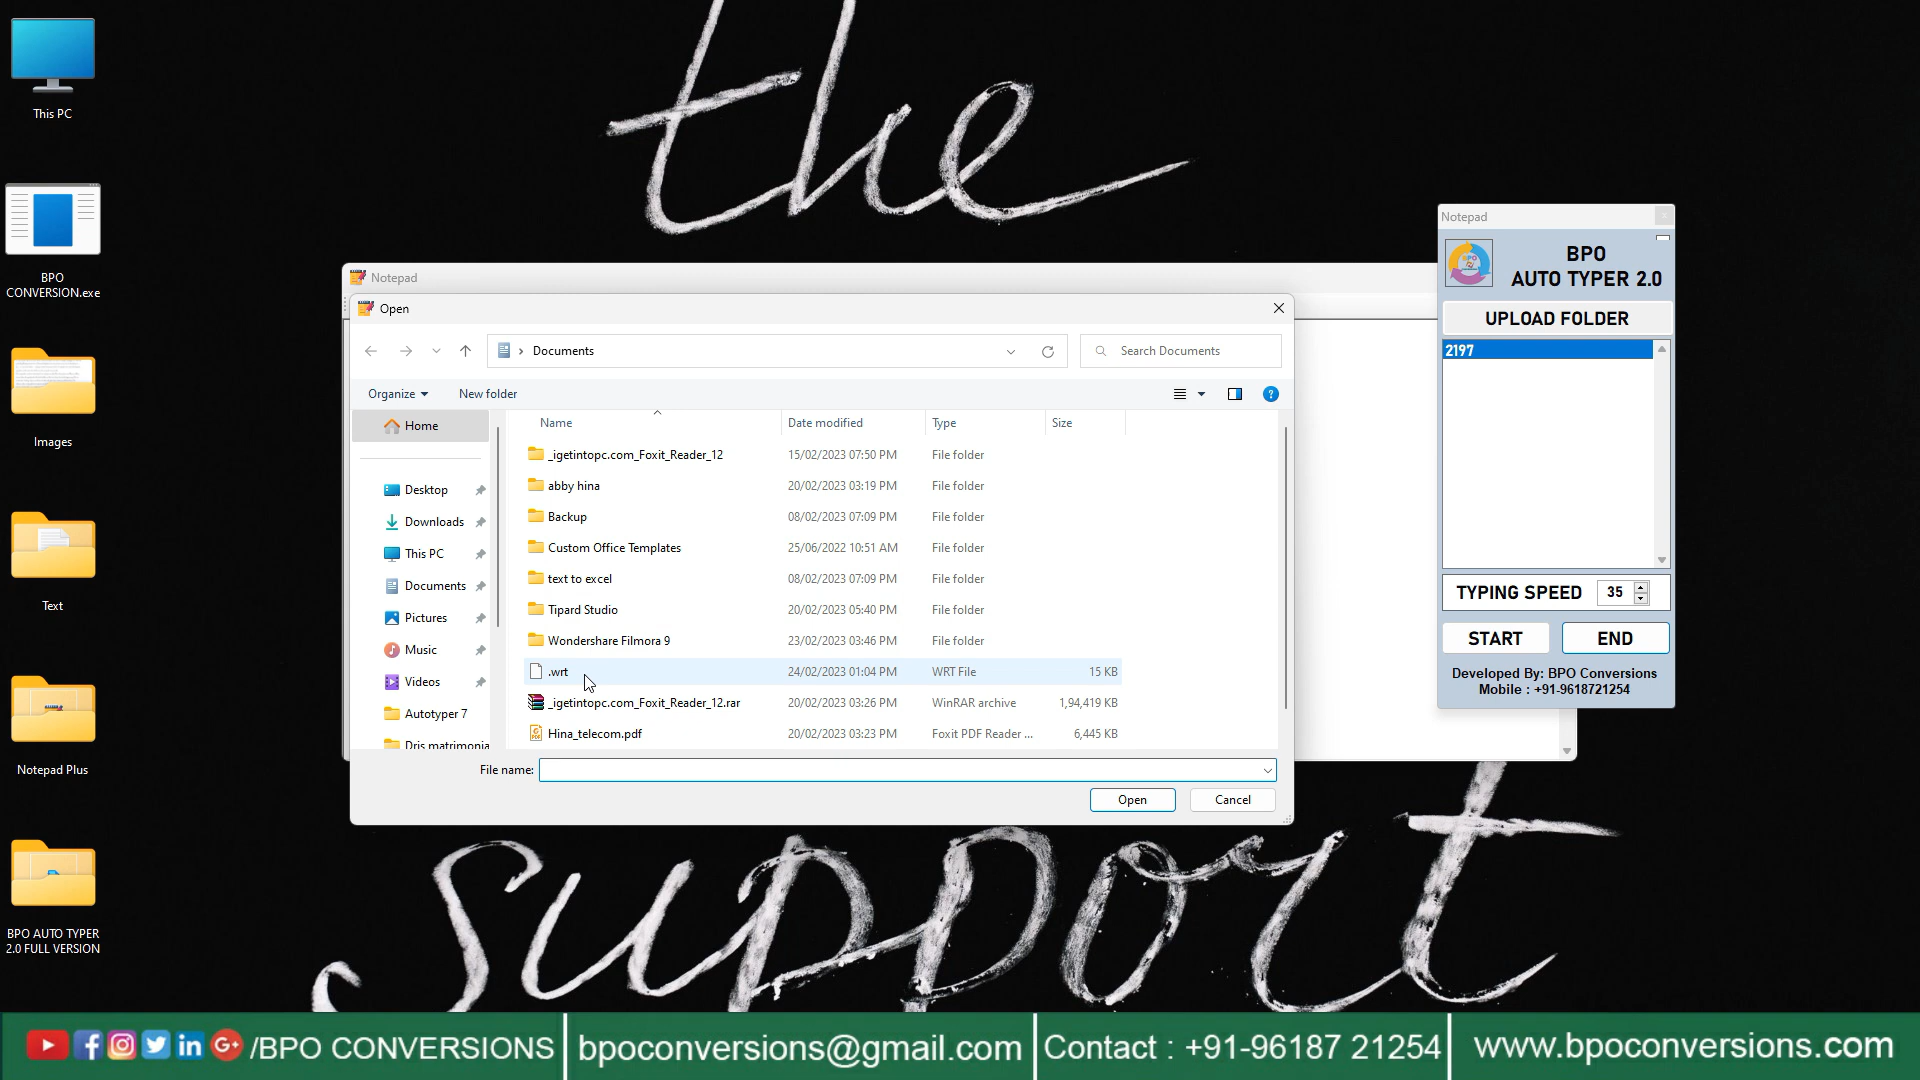 the
support
This PC
BPO
CONVERSION.exe
Images
Text
Notepad Plus
BPO AUTO TYPER
2.0 FULL VERSION
Notepad
Open
Documents
Search Documents
Organize
New folder
Home
Desktop
Downloads
This PC
Documents
Pictures
Music
Videos
Autotyper 7
Dris matrimonia
Name Date modified Type Size
_igetintopc.com_Foxit_Reader_12 15/02/2023 07:50 PM File folder
abby hina 20/02/2023 03:19 PM File folder
Backup 08/02/2023 07:09 PM File folder
Custom Office Templates 25/06/2022 10:51 AM File folder
text to excel 08/02/2023 07:09 PM File folder
Tipard Studio 20/02/2023 05:40 PM File folder
Wondershare Filmora 9 23/02/2023 03:46 PM File folder
.wrt 24/02/2023 01:04 PM WRT File 15 KB
_igetintopc.com_Foxit_Reader_12.rar 20/02/2023 03:26 PM WinRAR archive 1,94,419 KB
Hina_telecom.pdf 20/02/2023 03:23 PM Foxit PDF Reader ... 6,445 KB
File name:
Open Cancel
Notepad
BPO
AUTO TYPER 2.0
UPLOAD FOLDER
2197
TYPING SPEED 35
START END
Developed By: BPO Conversions
Mobile : +91-9618721254
/BPO CONVERSIONS
bpoconversions@gmail.com
Contact : +91-96187 21254
www.bpoconversions.com